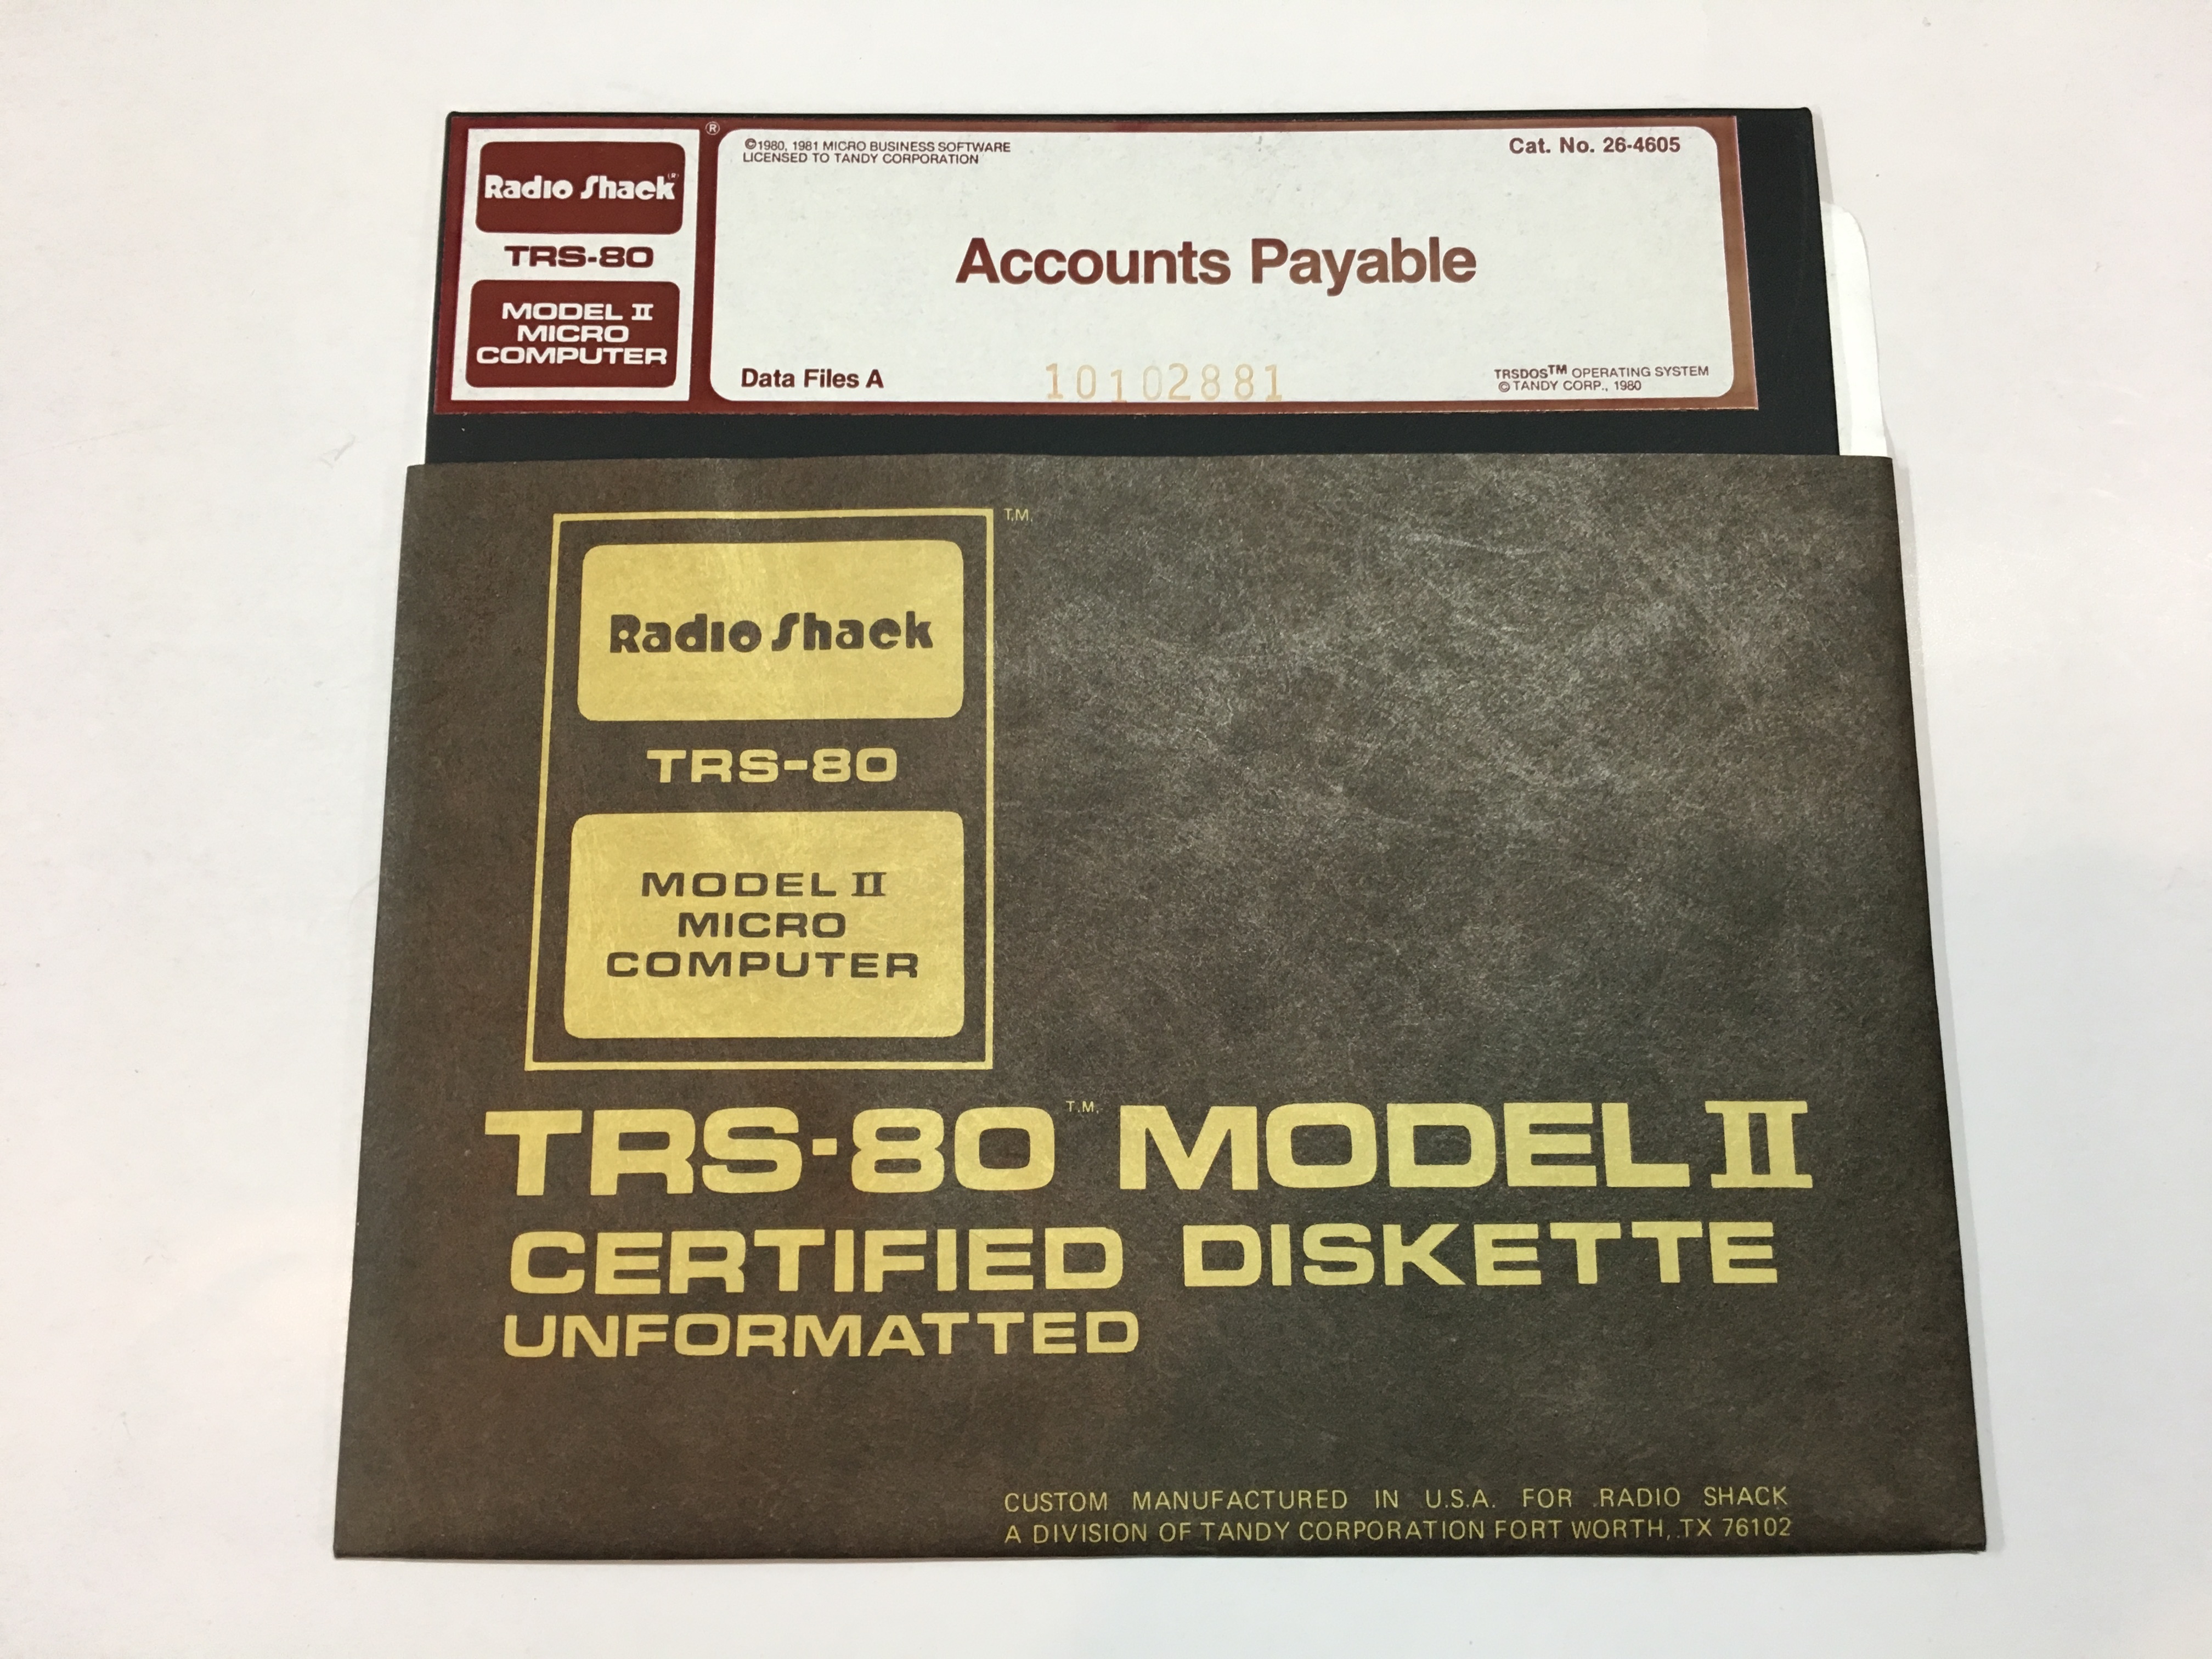 Radio Shack®
TRS-80
MODEL II
MICRO
COMPUTER
®
©1980, 1981 MICRO BUSINESS SOFTWARE
LICENSED TO TANDY CORPORATION
Cat. No. 26-4605
Accounts Payable
Data Files A
10102881
TRSDOS™ OPERATING SYSTEM
© TANDY CORP., 1980
T.M.
Radio Shack
TRS-80
MODEL II
MICRO
COMPUTER
TRS-80 T.M. MODEL II
CERTIFIED DISKETTE
UNFORMATTED
CUSTOM MANUFACTURED IN U.S.A. FOR RADIO SHACK
A DIVISION OF TANDY CORPORATION FORT WORTH, TX 76102